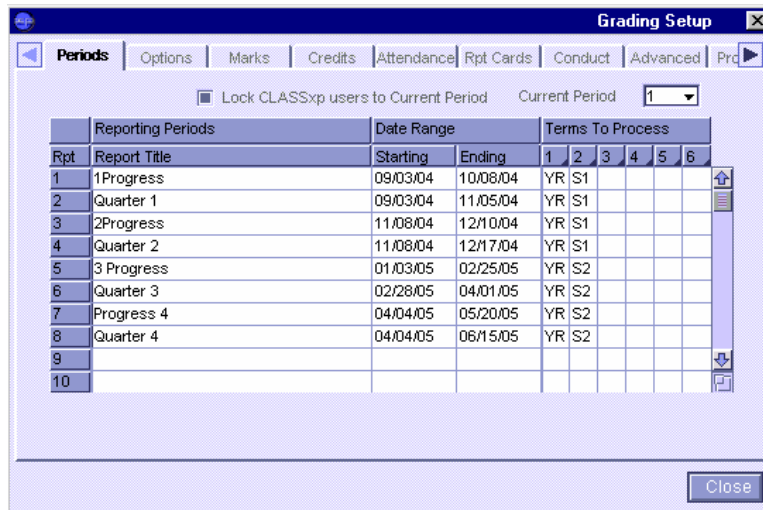 Grading Setup
Periods Options Marks Credits Attendance Rpt Cards Conduct Advanced
Lock CLASSxp users to Current Period Current Period 1
Reporting Periods Date Range Terms To Process
Rpt Report Title Starting Ending 1 2 3 4 5 6
1 1Progress 09/03/04 10/08/04 YR S1
2 Quarter 1 09/03/04 11/05/04 YR S1
3 2Progress 11/08/04 12/10/04 YR S1
4 Quarter 2 11/08/04 12/17/04 YR S1
5 3 Progress 01/03/05 02/25/05 YR S2
6 Quarter 3 02/28/05 04/01/05 YR S2
7 Progress 4 04/04/05 05/20/05 YR S2
8 Quarter 4 04/04/05 06/15/05 YR S2
9
10
Close